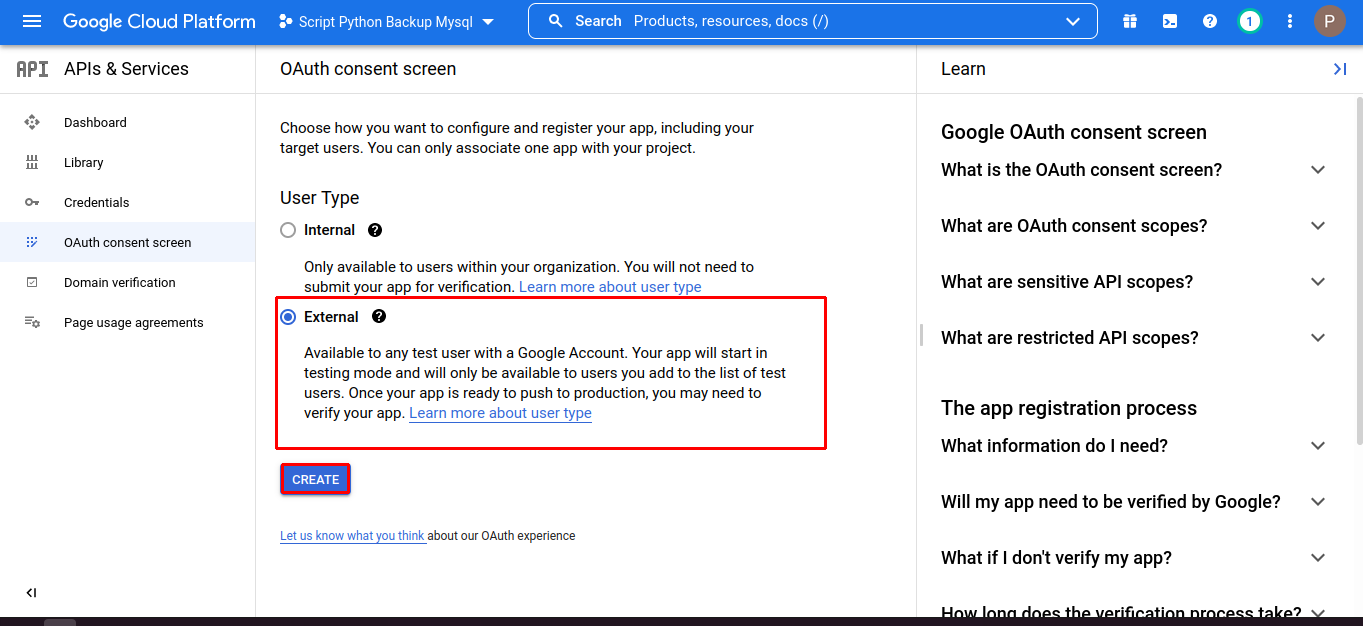 Google Cloud Platform
Script Python Backup Mysql
Search Products, resources, docs (/)
1
P
API APIs & Services
Dashboard
Library
Credentials
OAuth consent screen
Domain verification
Page usage agreements
OAuth consent screen
Choose how you want to configure and register your app, including your
target users. You can only associate one app with your project.
User Type
Internal
Only available to users within your organization. You will not need to
submit your app for verification. Learn more about user type
External
Available to any test user with a Google Account. Your app will start in
testing mode and will only be available to users you add to the list of test
users. Once your app is ready to push to production, you may need to
verify your app. Learn more about user type
CREATE
Let us know what you think about our OAuth experience
Learn
Google OAuth consent screen
What is the OAuth consent screen?
What are OAuth consent scopes?
What are sensitive API scopes?
What are restricted API scopes?
The app registration process
What information do I need?
Will my app need to be verified by Google?
What if I don't verify my app?
How long does the verification process take?